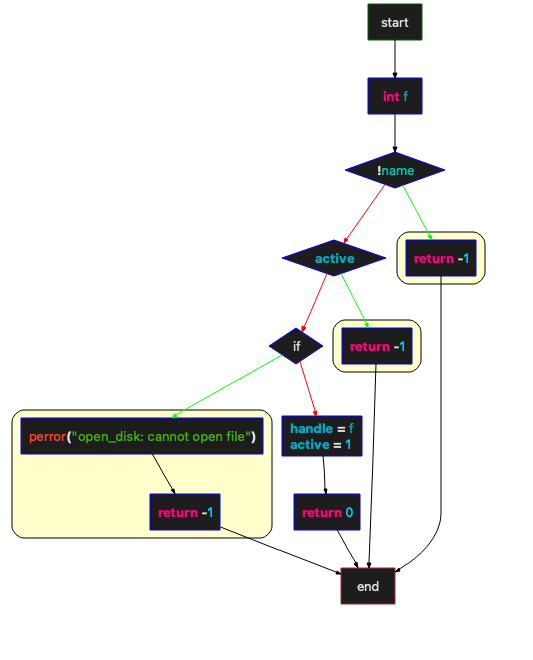 start
int f
!name
active
return -1
if
return -1
perror("open_disk: cannot open file")
handle = f
active = 1
return -1
return 0
end